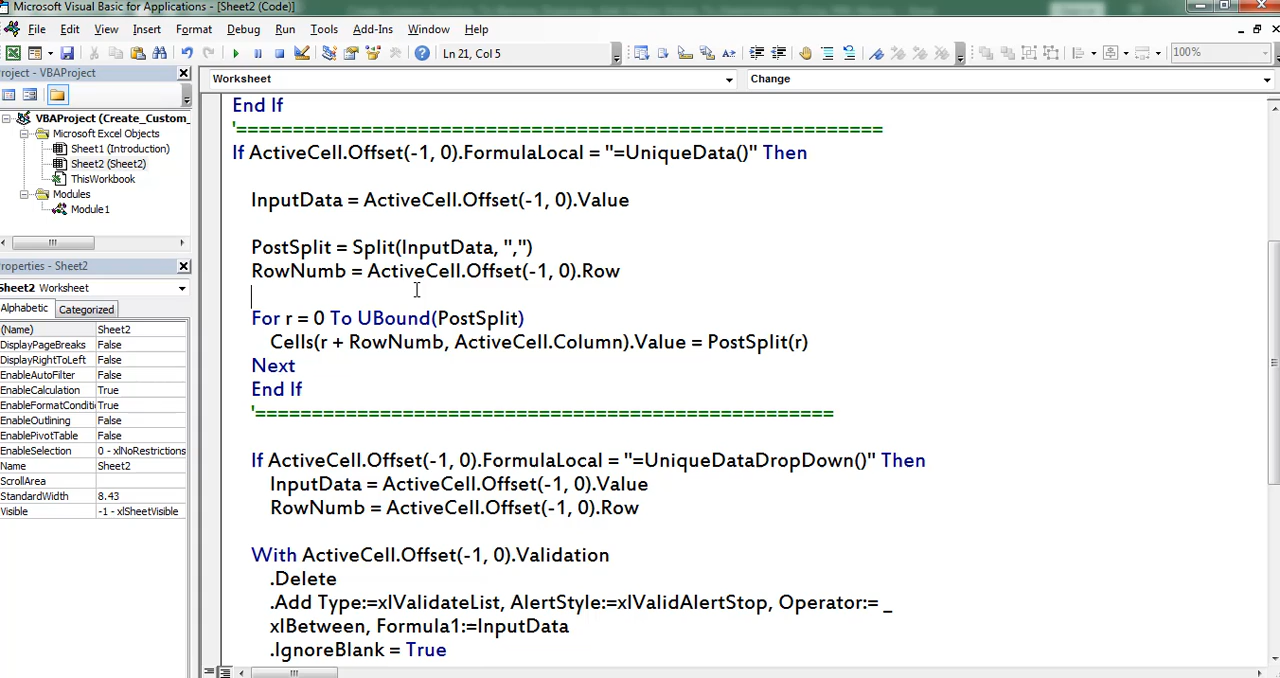 Microsoft Visual Basic for Applications - [Sheet2 (Code)]
File Edit View Insert Format Debug Run Tools Add-Ins Window Help
Ln 21, Col 5
100%
roject - VBAProject
Worksheet
Change
VBAProject (Create_Custom_
Microsoft Excel Objects
Sheet1 (Introduction)
Sheet2 (Sheet2)
ThisWorkbook
Modules
Module1
roperties - Sheet2
Sheet2 Worksheet
Alphabetic Categorized
(Name) Sheet2
DisplayPageBreaks False
DisplayRightToLeft False
EnableAutoFilter False
EnableCalculation True
EnableFormatConditi True
EnableOutlining False
EnablePivotTable False
EnableSelection 0 - xlNoRestrictions
Name Sheet2
ScrollArea
StandardWidth 8.43
Visible -1 - xlSheetVisible
End If
'=========================================================
If ActiveCell.Offset(-1, 0).FormulaLocal = "=UniqueData()" Then
InputData = ActiveCell.Offset(-1, 0).Value
PostSplit = Split(InputData, ",")
RowNumb = ActiveCell.Offset(-1, 0).Row
For r = 0 To UBound(PostSplit)
Cells(r + RowNumb, ActiveCell.Column).Value = PostSplit(r)
Next
End If
'===================================================
If ActiveCell.Offset(-1, 0).FormulaLocal = "=UniqueDataDropDown()" Then
InputData = ActiveCell.Offset(-1, 0).Value
RowNumb = ActiveCell.Offset(-1, 0).Row
With ActiveCell.Offset(-1, 0).Validation
.Delete
.Add Type:=xlValidateList, AlertStyle:=xlValidAlertStop, Operator:= _
xlBetween, Formula1:=InputData
.IgnoreBlank = True